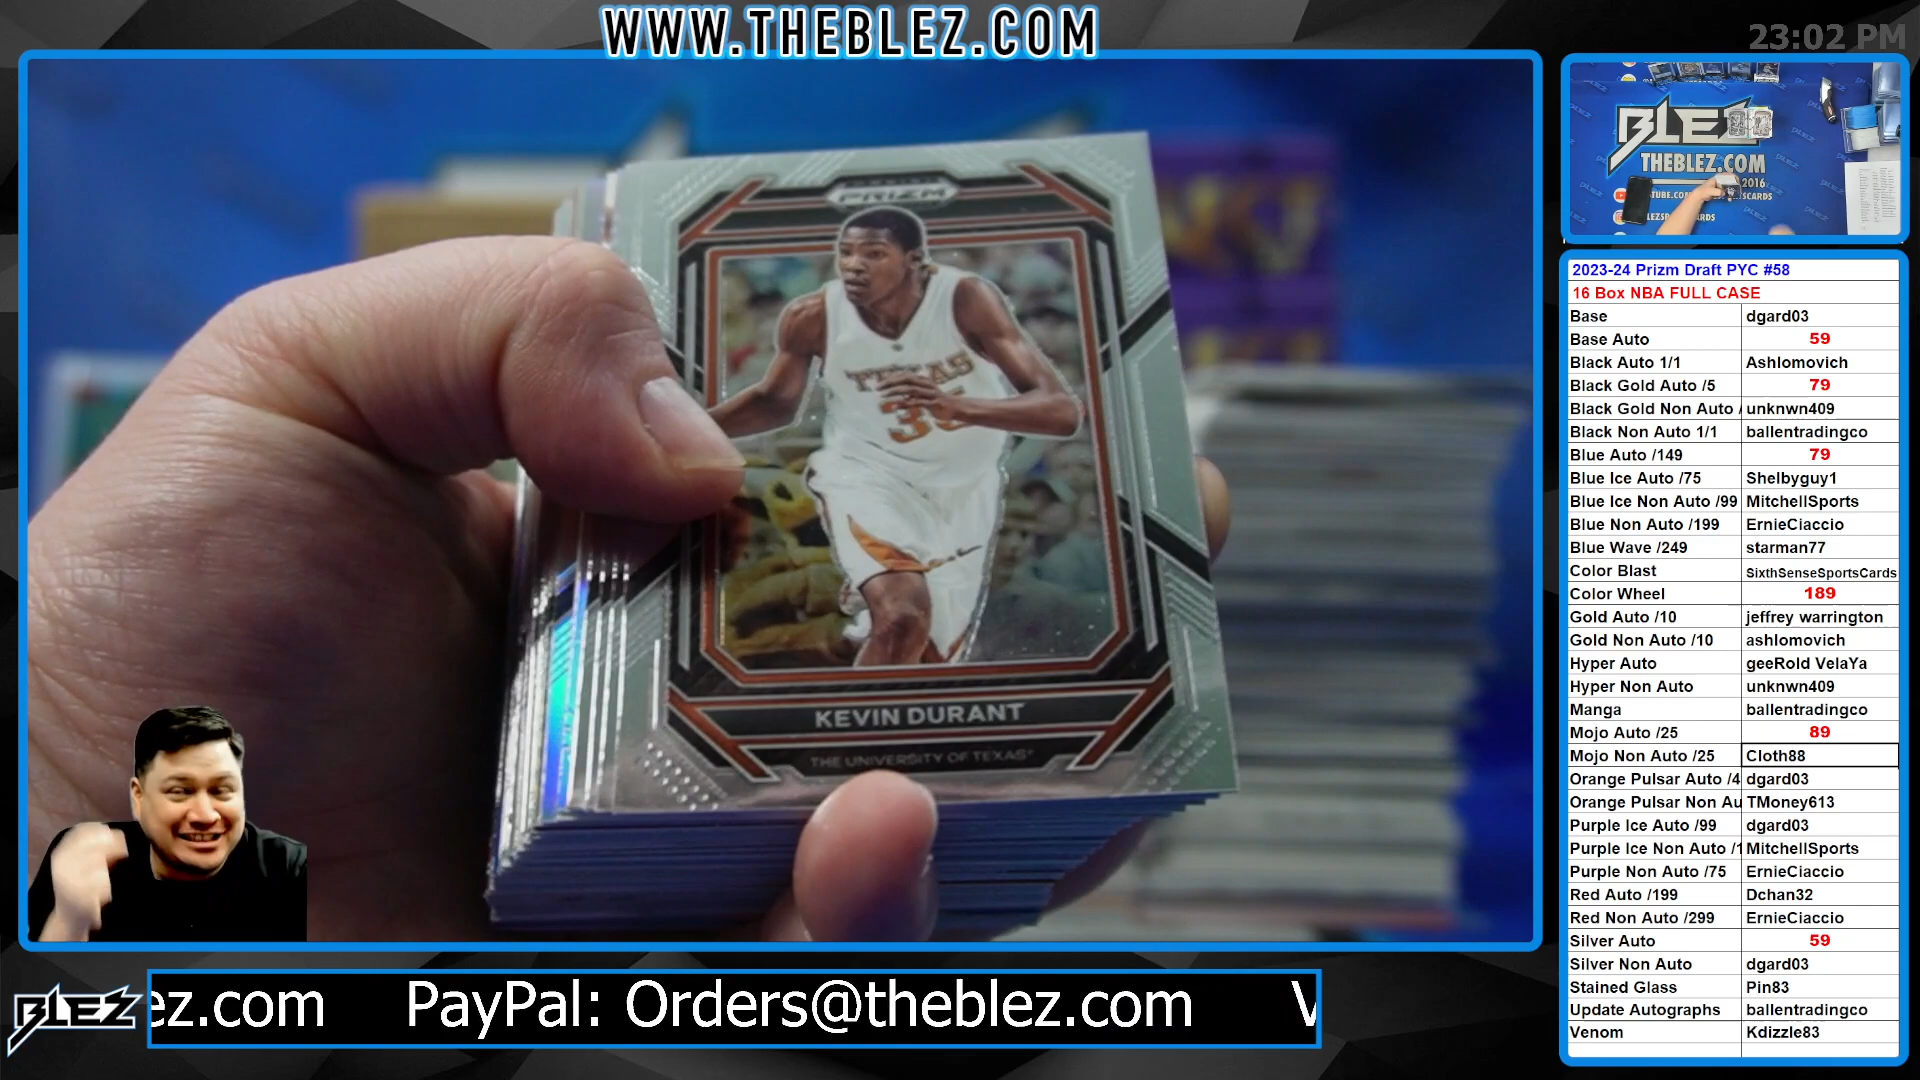 WWW.THEBLEZ.COM
23:02 PM
PRIZM
TEXAS
35
KEVIN DURANT
THE UNIVERSITY OF TEXAS
BLEZ
THEBLEZ.COM
2016
2023-24 Prizm Draft PYC #58
16 Box NBA FULL CASE
Base dgard03
Base Auto 59
Black Auto 1/1 Ashlomovich
Black Gold Auto /5 79
Black Gold Non Auto / unknwn409
Black Non Auto 1/1 ballentradingco
Blue Auto /149 79
Blue Ice Auto /75 Shelbyguy1
Blue Ice Non Auto /99 MitchellSports
Blue Non Auto /199 ErnieCiaccio
Blue Wave /249 starman77
Color Blast SixthSenseSportsCards
Color Wheel 189
Gold Auto /10 jeffrey warrington
Gold Non Auto /10 ashlomovich
Hyper Auto geeRold VelaYa
Hyper Non Auto unknwn409
Manga ballentradingco
Mojo Auto /25 89
Mojo Non Auto /25 Cloth88
Orange Pulsar Auto /4 dgard03
Orange Pulsar Non Au TMoney613
Purple Ice Auto /99 dgard03
Purple Ice Non Auto /1 MitchellSports
Purple Non Auto /75 ErnieCiaccio
Red Auto /199 Dchan32
Red Non Auto /299 ErnieCiaccio
Silver Auto 59
Silver Non Auto dgard03
Stained Glass Pin83
Update Autographs ballentradingco
Venom Kdizzle83
BLEZ
ez.com PayPal: Orders@theblez.com V